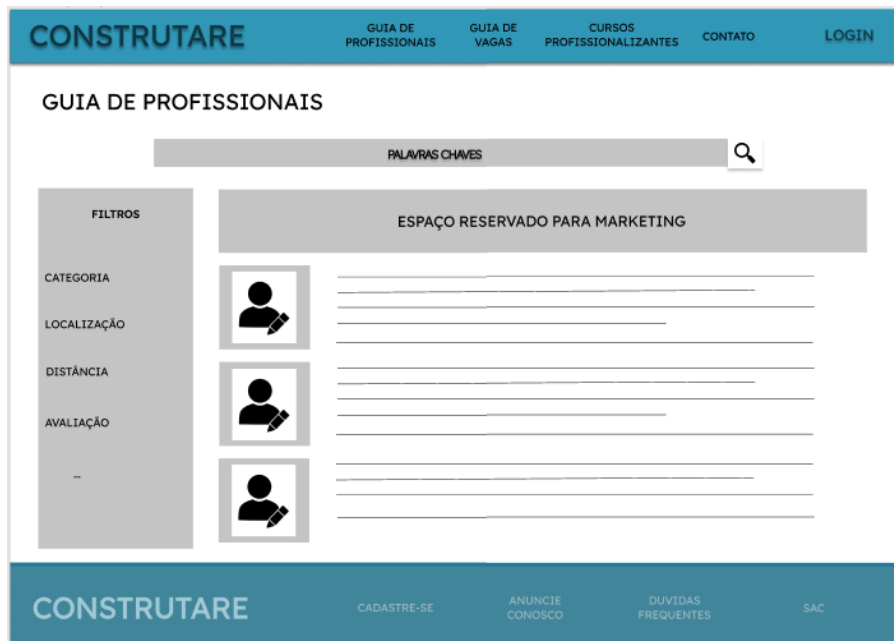 CONSTRUTARE
GUIA DE
PROFISSIONAIS
GUIA DE
VAGAS
CURSOS
PROFISSIONALIZANTES
CONTATO
LOGIN
GUIA DE PROFISSIONAIS
PALAVRAS CHAVES
FILTROS
CATEGORIA
LOCALIZAÇÃO
DISTÂNCIA
AVALIAÇÃO
...
ESPAÇO RESERVADO PARA MARKETING
CONSTRUTARE
CADASTRE-SE
ANUNCIE
CONOSCO
DUVIDAS
FREQUENTES
SAC